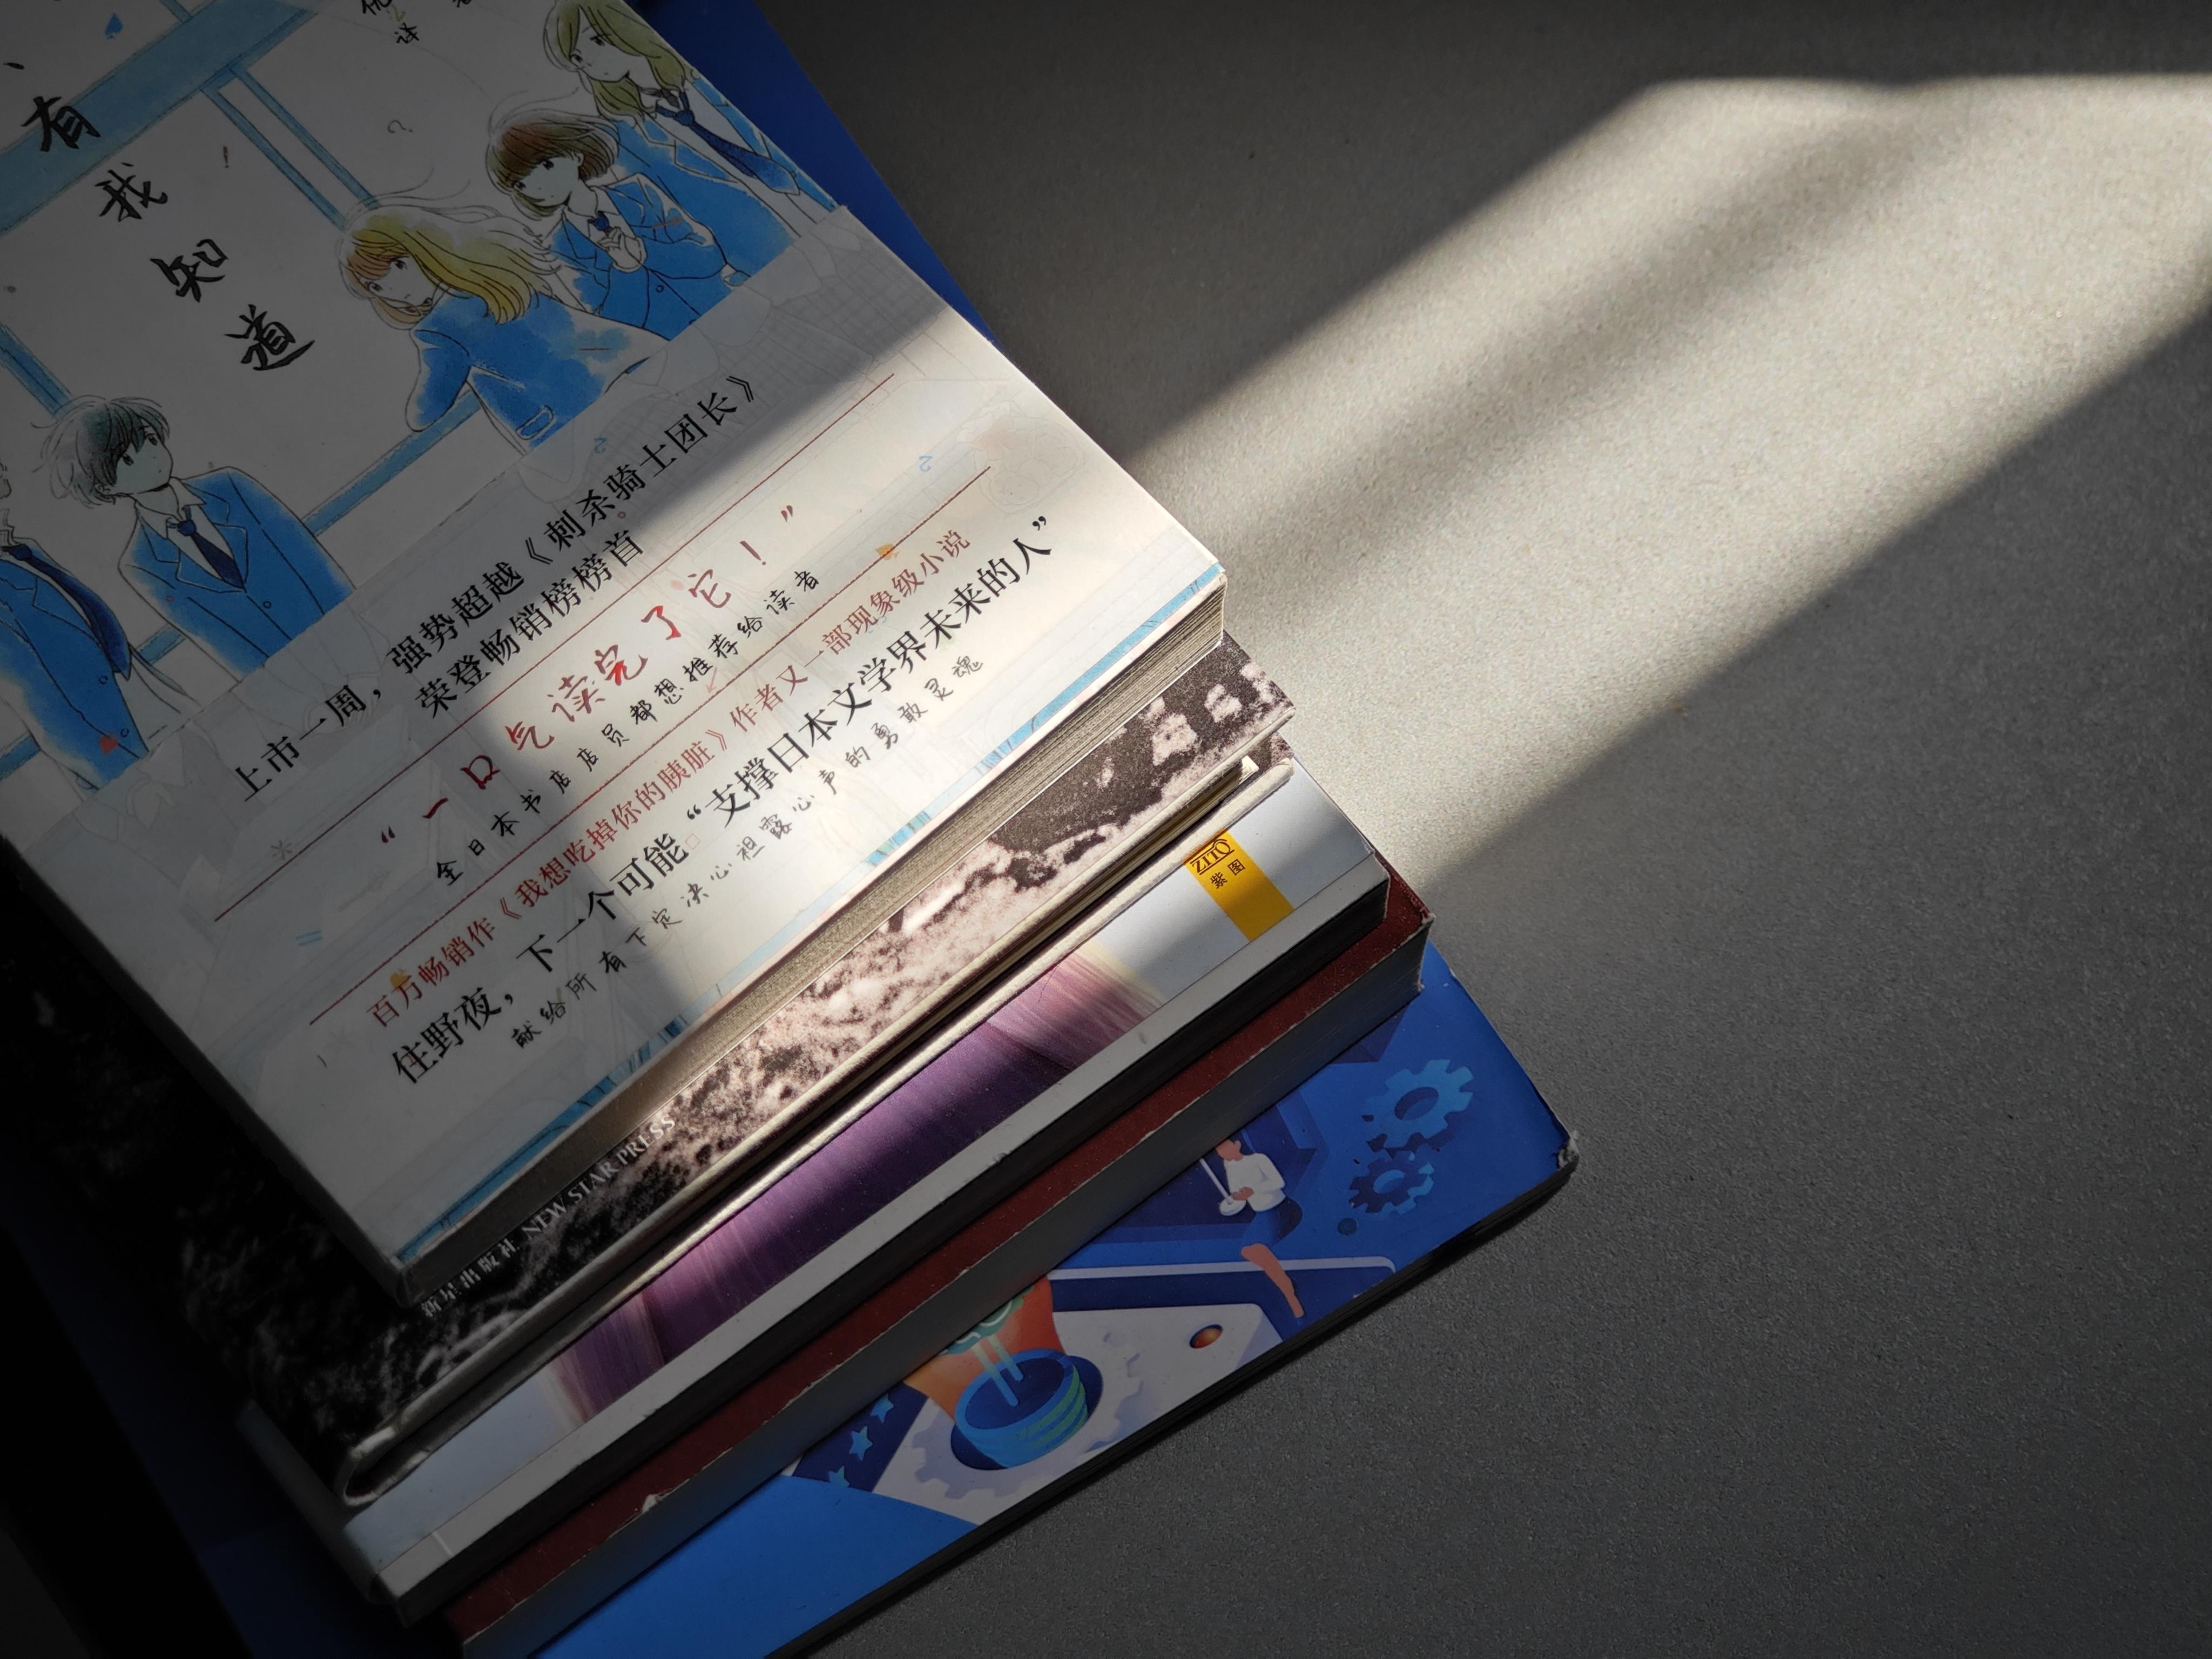 译
有
我
知
道
上市一周，强势超越《刺杀骑士团长》
荣登畅销榜榜首
“一口气读完了它！”
全日本书店店员都想推荐给读者
百万畅销作《我想吃掉你的胰脏》作者又一部现象级小说
住野夜，下一个可能“支撑日本文学界未来的人”
献给所有下定决心袒露心声的勇敢灵魂
新星出版社 NEW STAR PRESS
ZITO
紫图